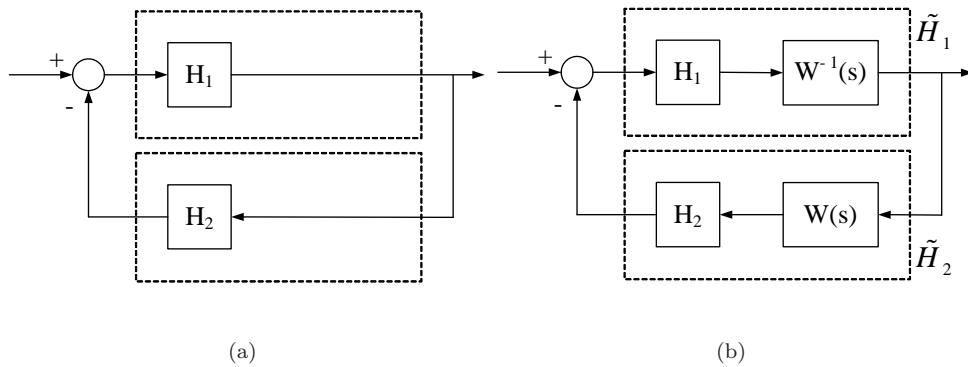 +
-
H₁
H₂
(a)
+
-
H₁
W⁻¹(s)
H̃₁
H₂
W(s)
H̃₂
(b)